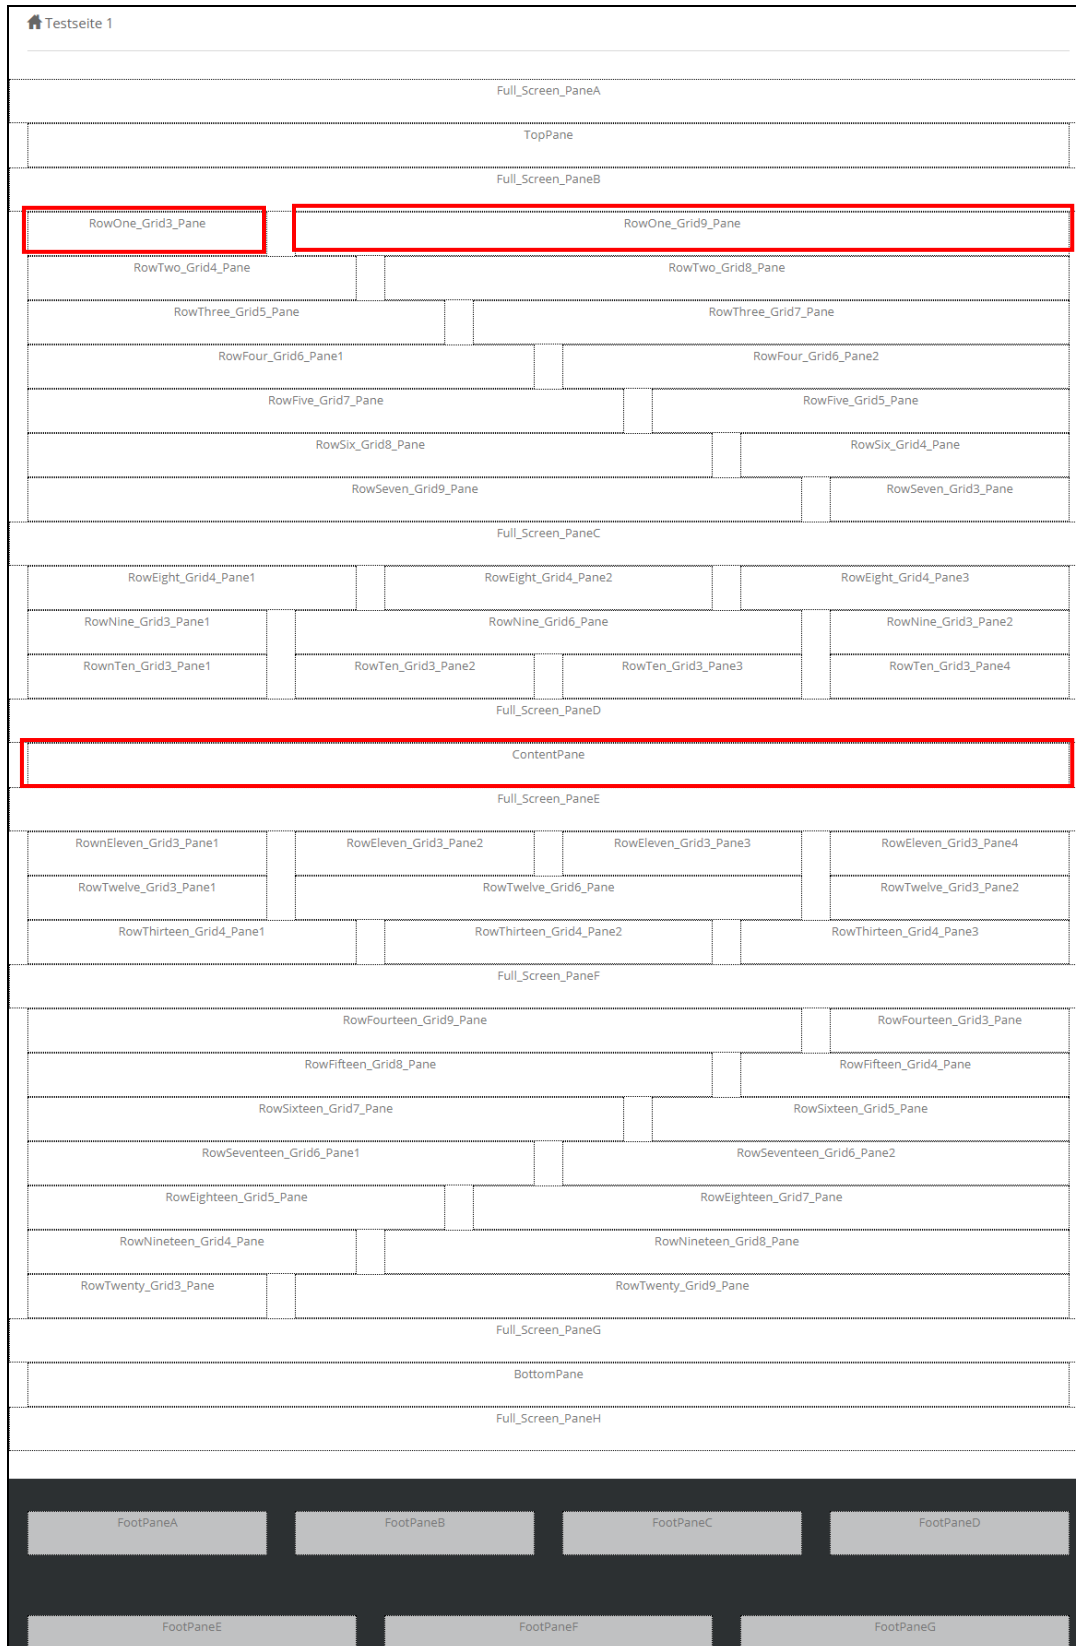 Testseite 1
Full_Screen_PaneA
TopPane
Full_Screen_PaneB
RowOne_Grid3_Pane RowOne_Grid9_Pane
RowTwo_Grid4_Pane RowTwo_Grid8_Pane
RowThree_Grid5_Pane RowThree_Grid7_Pane
RowFour_Grid6_Pane1 RowFour_Grid6_Pane2
RowFive_Grid7_Pane RowFive_Grid5_Pane
RowSix_Grid8_Pane RowSix_Grid4_Pane
RowSeven_Grid9_Pane RowSeven_Grid3_Pane
Full_Screen_PaneC
RowEight_Grid4_Pane1 RowEight_Grid4_Pane2 RowEight_Grid4_Pane3
RowNine_Grid3_Pane1 RowNine_Grid6_Pane RowNine_Grid3_Pane2
RownTen_Grid3_Pane1 RowTen_Grid3_Pane2 RowTen_Grid3_Pane3 RowTen_Grid3_Pane4
Full_Screen_PaneD
ContentPane
Full_Screen_PaneE
RownEleven_Grid3_Pane1 RowEleven_Grid3_Pane2 RowEleven_Grid3_Pane3 RowEleven_Grid3_Pane4
RowTwelve_Grid3_Pane1 RowTwelve_Grid6_Pane RowTwelve_Grid3_Pane2
RowThirteen_Grid4_Pane1 RowThirteen_Grid4_Pane2 RowThirteen_Grid4_Pane3
Full_Screen_PaneF
RowFourteen_Grid9_Pane RowFourteen_Grid3_Pane
RowFifteen_Grid8_Pane RowFifteen_Grid4_Pane
RowSixteen_Grid7_Pane RowSixteen_Grid5_Pane
RowSeventeen_Grid6_Pane1 RowSeventeen_Grid6_Pane2
RowEighteen_Grid5_Pane RowEighteen_Grid7_Pane
RowNineteen_Grid4_Pane RowNineteen_Grid8_Pane
RowTwenty_Grid3_Pane RowTwenty_Grid9_Pane
Full_Screen_PaneG
BottomPane
Full_Screen_PaneH
FootPaneA FootPaneB FootPaneC FootPaneD
FootPaneE FootPaneF FootPaneG